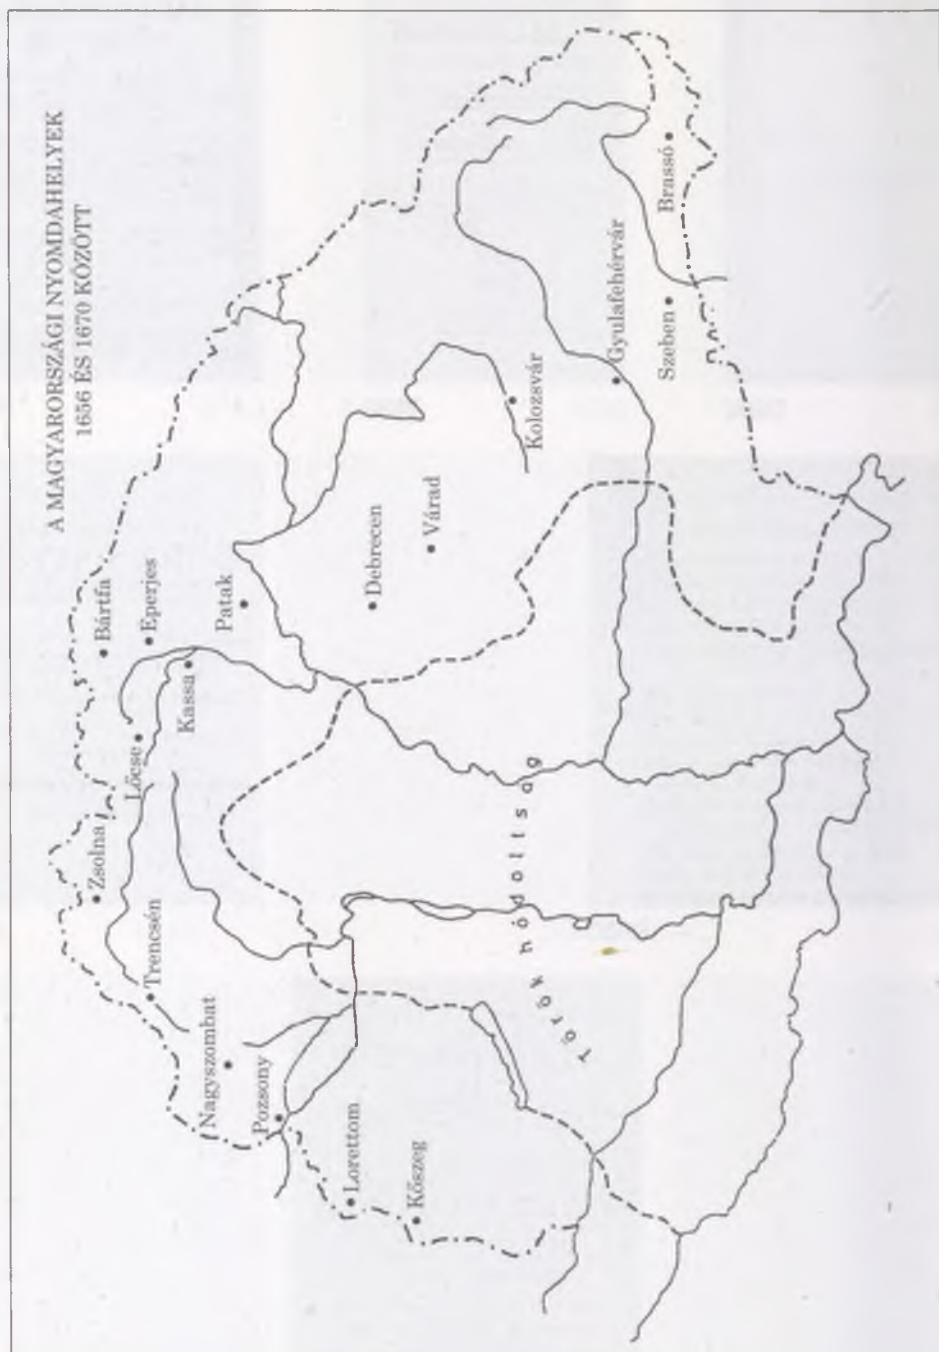 A MAGYARORSZÁGI NYOMDAHELYEK
1656 ÉS 1670 KÖZÖTT
Bártfa
Eperjes
Lőcse
Kassa
Zsolna
Trencsén
Nagyszombat
Pozsony
Lorettom
Kőszeg
Patak
Debrecen
Várad
Kolozsvár
Gyulafehérvár
Szeben
Brassó
Török hódoltság